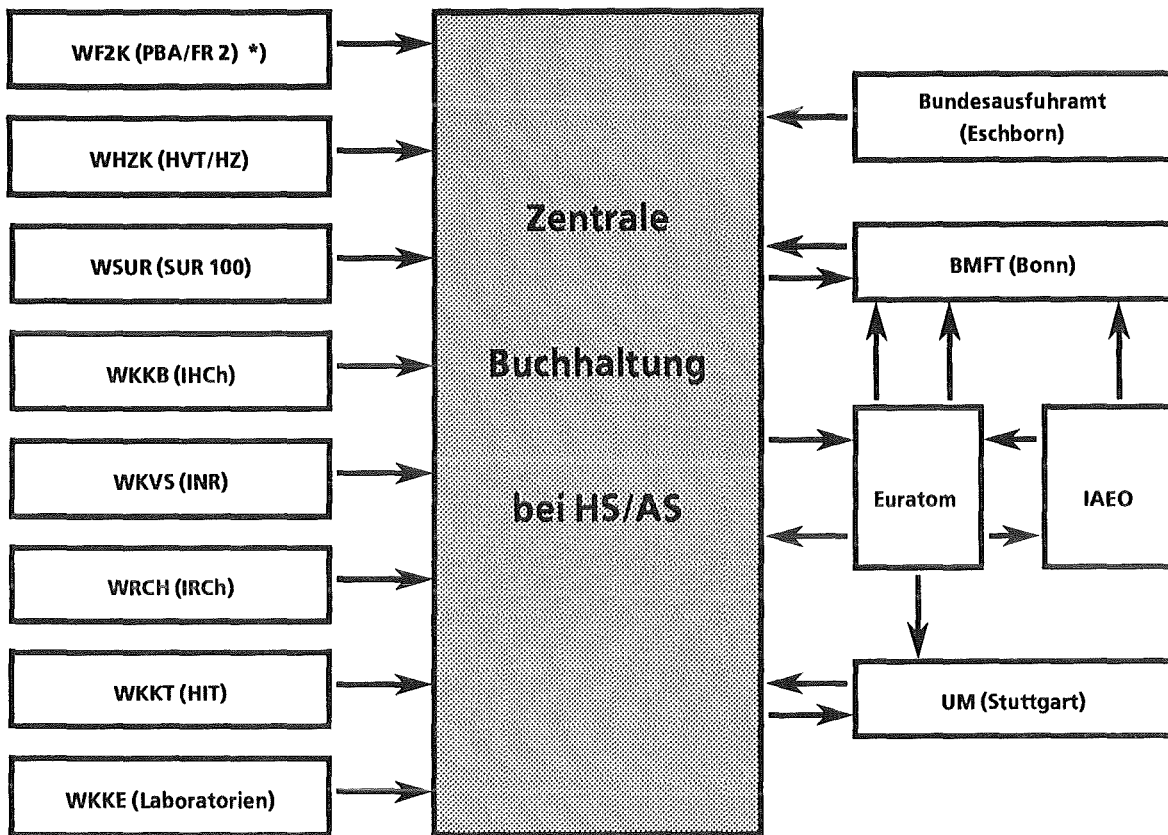 WF2K (PBA/FR 2) *)
WHZK (HVT/HZ)
WSUR (SUR 100)
WKKB (IHCh)
WKVS (INR)
WRCH (IRCh)
WKKT (HIT)
WKKE (Laboratorien)
Zentrale
Buchhaltung
bei HS/AS
Bundesausfuhramt
(Eschborn)
BMFT (Bonn)
Euratom
IAEO
UM (Stuttgart)